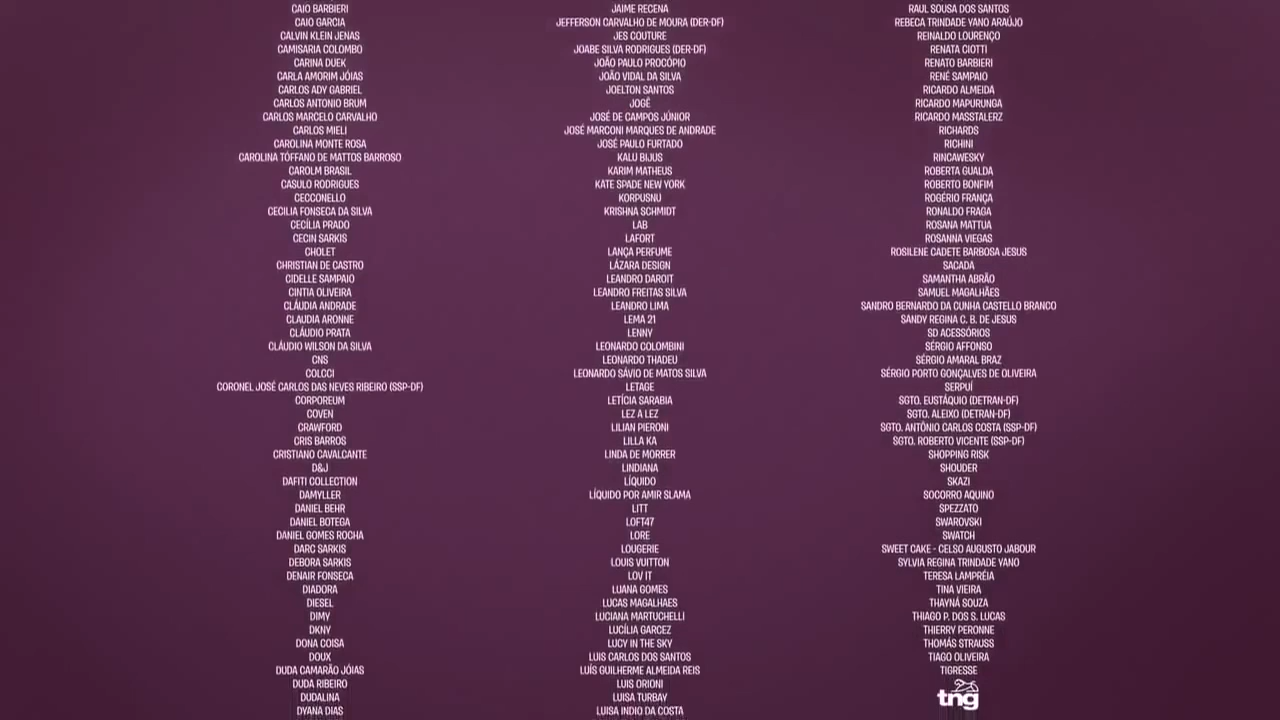 CAIO BARBIERI
CAIO GARCIA
CALVIN KLEIN JENAS
CAMISARIA COLOMBO
CARINA DUEK
CARLA AMORIM JÓIAS
CARLOS ADY GABRIEL
CARLOS ANTONIO BRUM
CARLOS MARCELO CARVALHO
CARLOS MIELI
CAROLINA MONTE ROSA
CAROLINA TÓFFANO DE MATTOS BARROSO
CAROLM BRASIL
CASULO RODRIGUES
CECCONELLO
CECILIA FONSECA DA SILVA
CECÍLIA PRADO
CECIN SARKIS
CHOLET
CHRISTIAN DE CASTRO
CIDELLE SAMPAIO
CINTIA OLIVEIRA
CLÁUDIA ANDRADE
CLAUDIA ARONNE
CLÁUDIO PRATA
CLÁUDIO WILSON DA SILVA
CNS
COLCCI
CORONEL JOSÉ CARLOS DAS NEVES RIBEIRO (SSP-DF)
CORPOREUM
COVEN
CRAWFORD
CRIS BARROS
CRISTIANO CAVALCANTE
D&J
DAFITI COLLECTION
DAMYLLER
DANIEL BEHR
DANIEL BOTEGA
DANIEL GOMES ROCHA
DARC SARKIS
DEBORA SARKIS
DENAIR FONSECA
DIADORA
DIESEL
DIMY
DKNY
DONA COISA
DOUX
DUDA CAMARÃO JÓIAS
DUDA RIBEIRO
DUDALINA
DYANA DIAS
JAIME RECENA
JEFFERSON CARVALHO DE MOURA (DER-DF)
JES COUTURE
JOABE SILVA RODRIGUES (DER-DF)
JOÃO PAULO PROCÓPIO
JOÃO VIDAL DA SILVA
JOELTON SANTOS
JOGÊ
JOSÉ DE CAMPOS JÚNIOR
JOSÉ MARCONI MARQUES DE ANDRADE
JOSÉ PAULO FURTADO
KALU BIJUS
KARIM MATHEUS
KATE SPADE NEW YORK
KORPUSNU
KRISHNA SCHMIDT
LAB
LAFORT
LANÇA PERFUME
LÁZARA DESIGN
LEANDRO DAROIT
LEANDRO FREITAS SILVA
LEANDRO LIMA
LEMA 21
LENNY
LEONARDO COLOMBINI
LEONARDO THADEU
LEONARDO SÁVIO DE MATOS SILVA
LETAGE
LETÍCIA SARABIA
LEZ A LEZ
LILIAN PIERONI
LILLA KA
LINDA DE MORRER
LINDIANA
LÍQUIDO
LÍQUIDO POR AMIR SLAMA
LITT
LOFT47
LORE
LOUGERIE
LOUIS VUITTON
LOV IT
LUANA GOMES
LUCAS MAGALHAES
LUCIANA MARTUCHELLI
LUCÍLIA GARCEZ
LUCY IN THE SKY
LUIS CARLOS DOS SANTOS
LUÍS GUILHERME ALMEIDA REIS
LUIS ORIONI
LUISA TURBAY
LUISA INDIO DA COSTA
RAUL SOUSA DOS SANTOS
REBECA TRINDADE YANO ARAÚJO
REINALDO LOURENÇO
RENATA CIOTTI
RENATO BARBIERI
RENÉ SAMPAIO
RICARDO ALMEIDA
RICARDO MAPURUNGA
RICARDO MASSTALERZ
RICHARDS
RICHINI
RINCAWESKY
ROBERTA GUALDA
ROBERTO BONFIM
ROGÉRIO FRANÇA
RONALDO FRAGA
ROSANA MATTUA
ROSANNA VIEGAS
ROSILENE CADETE BARBOSA JESUS
SACADA
SAMANTHA ABRÃO
SAMUEL MAGALHÃES
SANDRO BERNARDO DA CUNHA CASTELLO BRANCO
SANDY REGINA C. B. DE JESUS
SD ACESSÓRIOS
SÉRGIO AFFONSO
SÉRGIO AMARAL BRAZ
SÉRGIO PORTO GONÇALVES DE OLIVEIRA
SERPUÍ
SGTO. EUSTÁQUIO (DETRAN-DF)
SGTO. ALEIXO (DETRAN-DF)
SGTO. ANTÔNIO CARLOS COSTA (SSP-DF)
SGTO. ROBERTO VICENTE (SSP-DF)
SHOPPING RISK
SHOUDER
SKAZI
SOCORRO AQUINO
SPEZZATO
SWAROVSKI
SWATCH
SWEET CAKE - CELSO AUGUSTO JABOUR
SYLVIA REGINA TRINDADE YANO
TERESA LAMPRÉIA
TINA VIEIRA
THAYNÁ SOUZA
THIAGO P. DOS S. LUCAS
THIERRY PERONNE
THOMÁS STRAUSS
TIAGO OLIVEIRA
TIGRESSE
tng